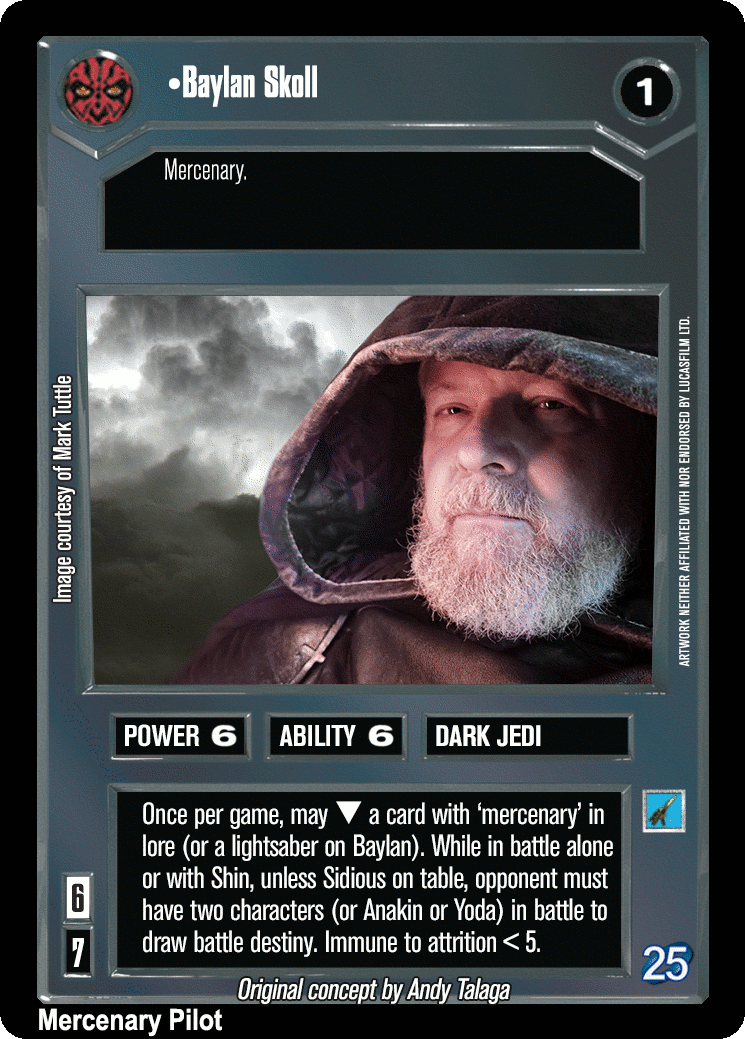 •Baylan Skoll
1
Mercenary.
Image courtesy of Mark Tuttle
ARTWORK NEITHER AFFILIATED WITH NOR ENDORSED BY LUCASFILM LTD.
POWER 6
ABILITY 6
DARK JEDI
Once per game, may ▼ a card with ‘mercenary’ in
lore (or a lightsaber on Baylan). While in battle alone
or with Shin, unless Sidious on table, opponent must
have two characters (or Anakin or Yoda) in battle to
draw battle destiny. Immune to attrition < 5.
6
7
25
Original concept by Andy Talaga
Mercenary Pilot